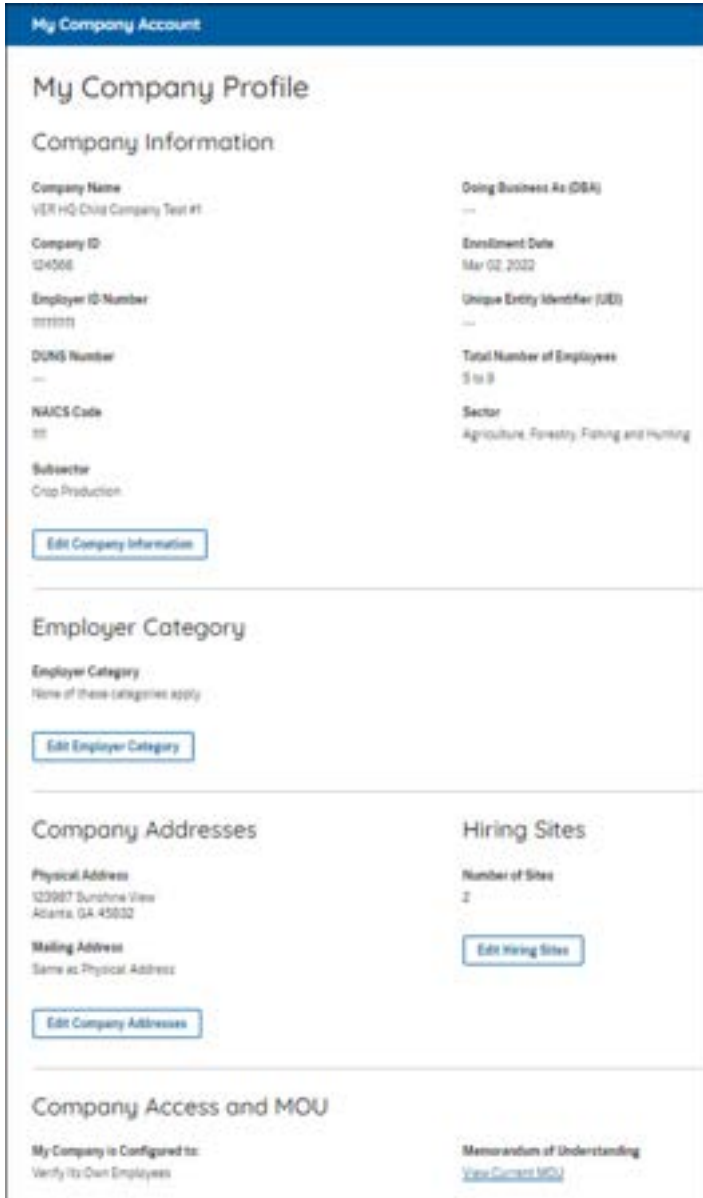 My Company Account
My Company Profile
Company Information
Company Name
VER HQ Child Company Test #1
Doing Business As (DBA)
---
Company ID
Enrollment Date
Mar 02, 2022
Employer ID Number
Unique Entity Identifier (UEI)
---
DUNS Number
---
Total Number of Employees
5 to 9
NAICS Code
111
Sector
Agriculture, Forestry, Fishing and Hunting
Subsector
Crop Production
Edit Company Information
Employer Category
Employer Category
None of these categories apply
Edit Employer Category
Company Addresses
Physical Address
123987 Sunshine View
Atlanta, GA 45832
Mailing Address
Same as Physical Address
Edit Company Addresses
Hiring Sites
Number of Sites
2
Edit Hiring Sites
Company Access and MOU
My Company is Configured to:
Verify Its Own Employees
Memorandum of Understanding
View Current MOU